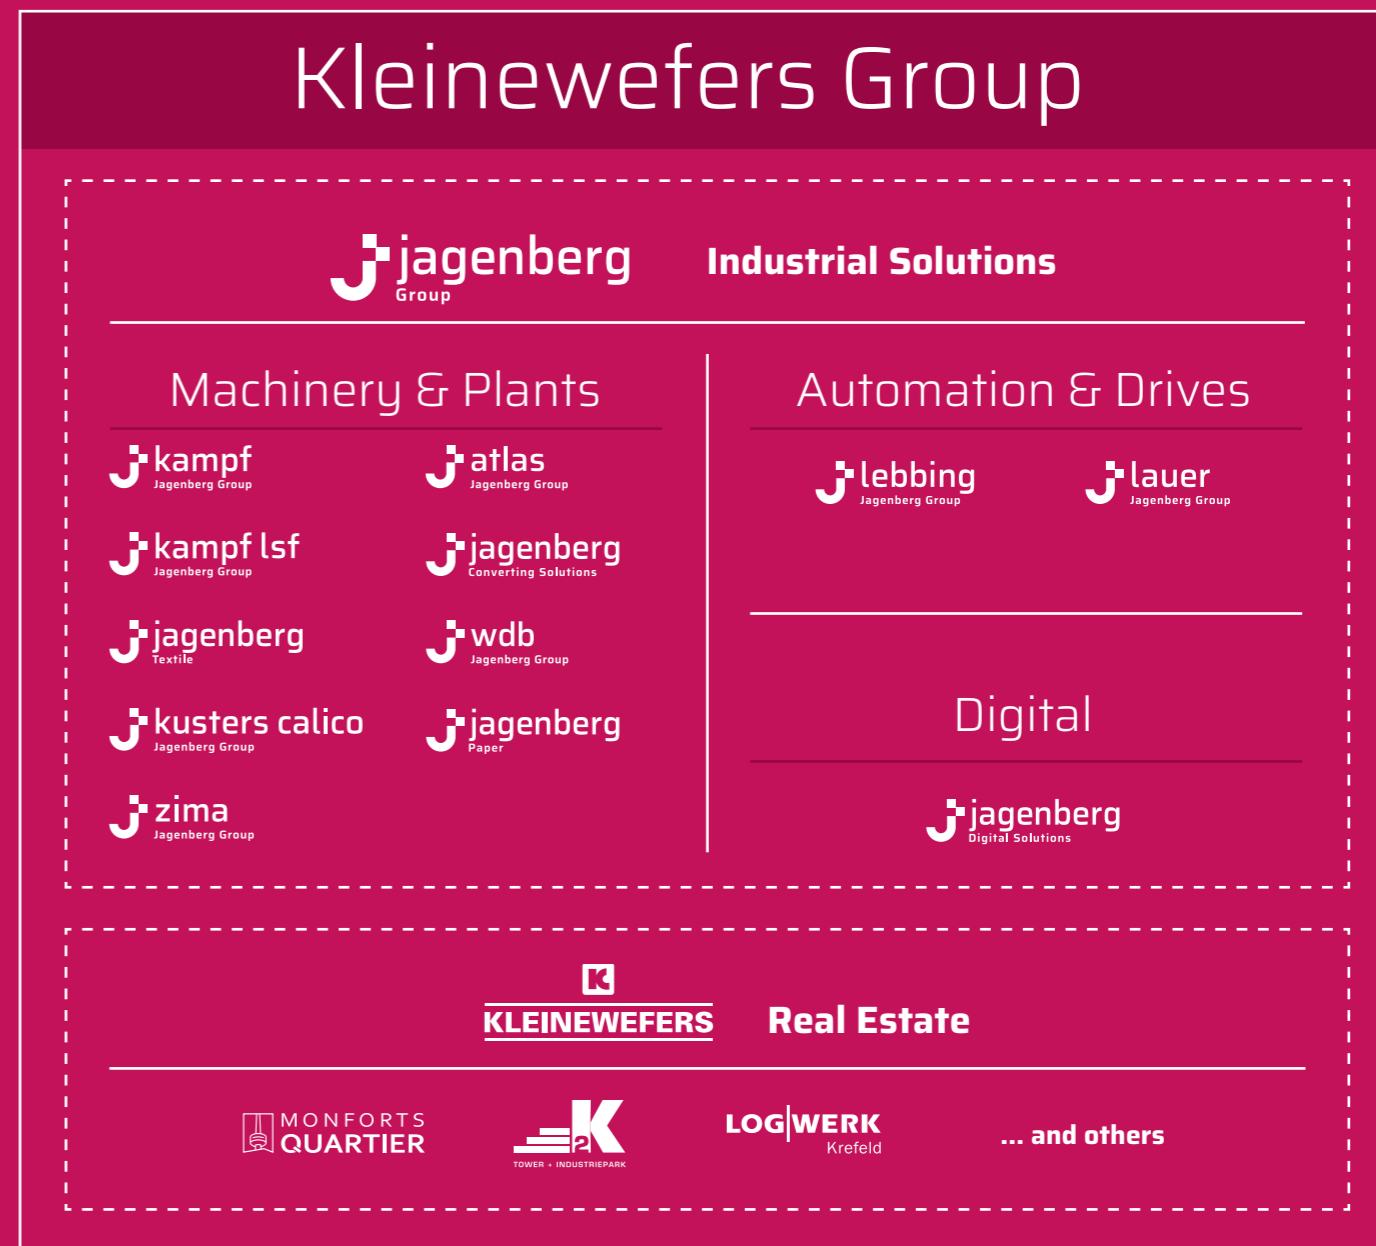 Kleinewefers Group
jagenberg
Group
Industrial Solutions
Machinery & Plants
kampf
Jagenberg Group
atlas
Jagenberg Group
kampf lsf
Jagenberg Group
jagenberg
Converting Solutions
jagenberg
Textile
wdb
Jagenberg Group
kusters calico
Jagenberg Group
jagenberg
Paper
zima
Jagenberg Group
Automation & Drives
lebbing
Jagenberg Group
lauer
Jagenberg Group
Digital
jagenberg
Digital Solutions
K
KLEINEWEFERS
Real Estate
MONFORTS
QUARTIER
K2
TOWER + INDUSTRIEPARK
LOG|WERK
Krefeld
... and others